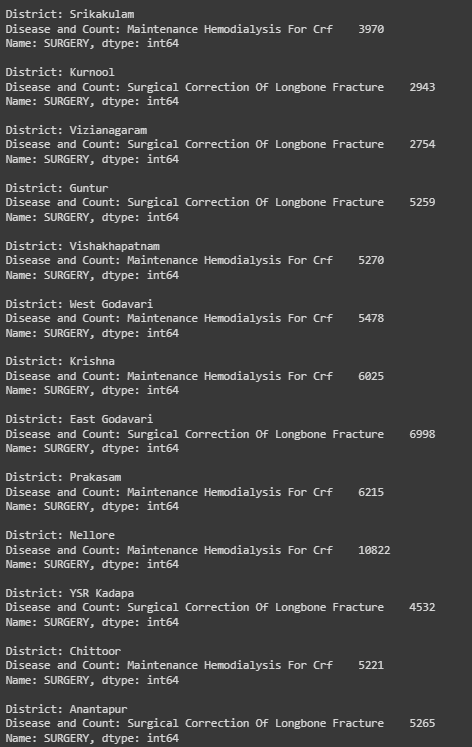 District: Srikakulam
Disease and Count: Maintenance Hemodialysis For Crf    3970
Name: SURGERY, dtype: int64
District: Kurnool
Disease and Count: Surgical Correction Of Longbone Fracture    2943
Name: SURGERY, dtype: int64
District: Vizianagaram
Disease and Count: Surgical Correction Of Longbone Fracture    2754
Name: SURGERY, dtype: int64
District: Guntur
Disease and Count: Surgical Correction Of Longbone Fracture    5259
Name: SURGERY, dtype: int64
District: Vishakhapatnam
Disease and Count: Maintenance Hemodialysis For Crf    5270
Name: SURGERY, dtype: int64
District: West Godavari
Disease and Count: Maintenance Hemodialysis For Crf    5478
Name: SURGERY, dtype: int64
District: Krishna
Disease and Count: Maintenance Hemodialysis For Crf    6025
Name: SURGERY, dtype: int64
District: East Godavari
Disease and Count: Surgical Correction Of Longbone Fracture    6998
Name: SURGERY, dtype: int64
District: Prakasam
Disease and Count: Maintenance Hemodialysis For Crf    6215
Name: SURGERY, dtype: int64
District: Nellore
Disease and Count: Maintenance Hemodialysis For Crf    10822
Name: SURGERY, dtype: int64
District: YSR Kadapa
Disease and Count: Surgical Correction Of Longbone Fracture    4532
Name: SURGERY, dtype: int64
District: Chittoor
Disease and Count: Maintenance Hemodialysis For Crf    5221
Name: SURGERY, dtype: int64
District: Anantapur
Disease and Count: Surgical Correction Of Longbone Fracture    5265
Name: SURGERY, dtype: int64